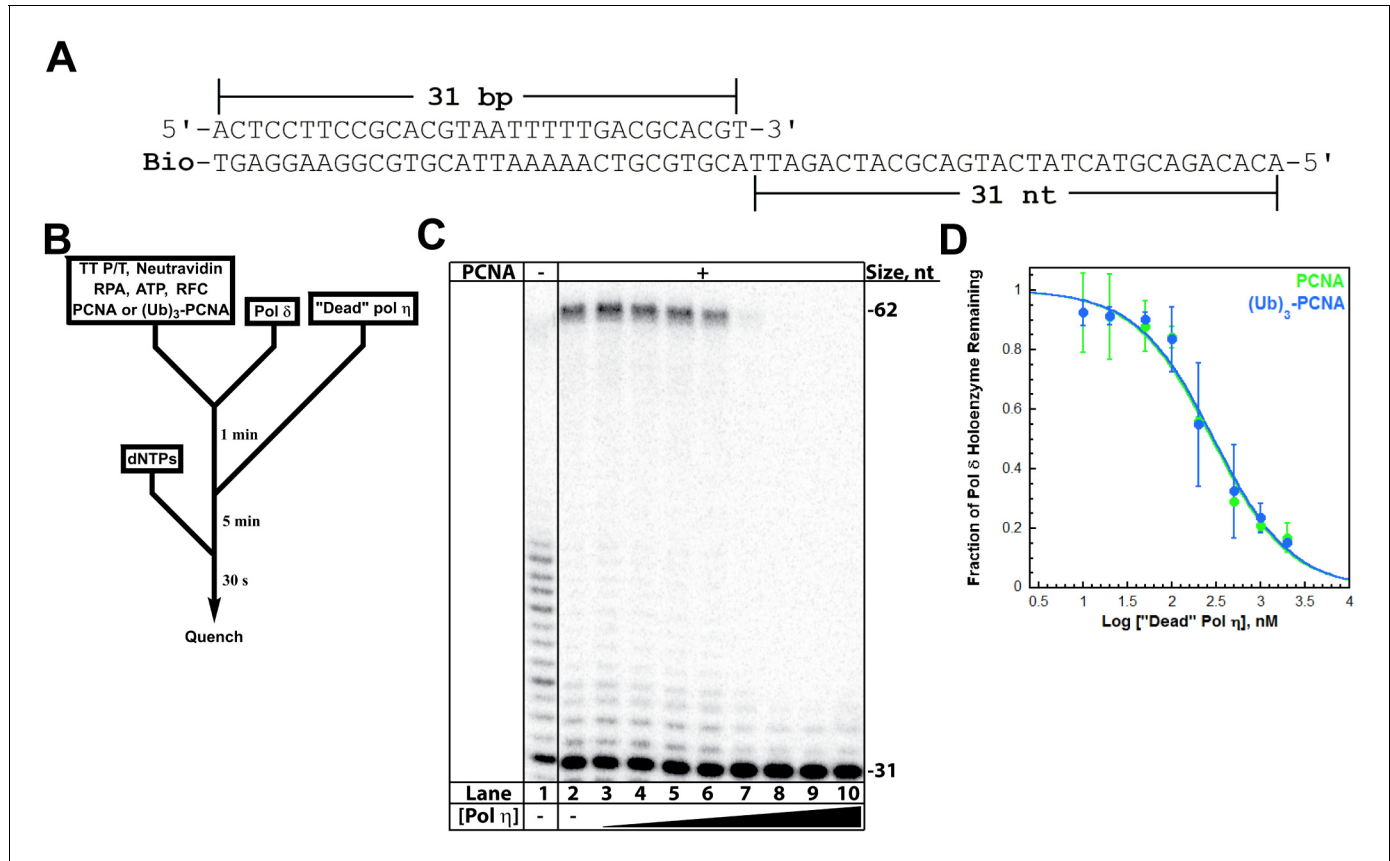 A
31 bp
5'-ACTCCTTCCGCACGTAATTTTTGACGCACGT-3'
Bio-TGAGGAAGGCGTGCATTAAAAACTGCGTGCATTAGACTACGCAGTACTATCATGCAGACACA-5'
31 nt
B
TT P/T, Neutravidin
RPA, ATP, RFC
PCNA or (Ub)3-PCNA
Pol δ
"Dead" pol η
1 min
dNTPs
5 min
30 s
Quench
C
PCNA - + Size, nt
-62
-31
Lane 1 2 3 4 5 6 7 8 9 10
[Pol η] - -
D
PCNA
(Ub)3-PCNA
Fraction of Pol δ Holoenzyme Remaining
1
0.8
0.6
0.4
0.2
0
0.5 1 1.5 2 2.5 3 3.5 4
Log ["Dead" Pol η], nM